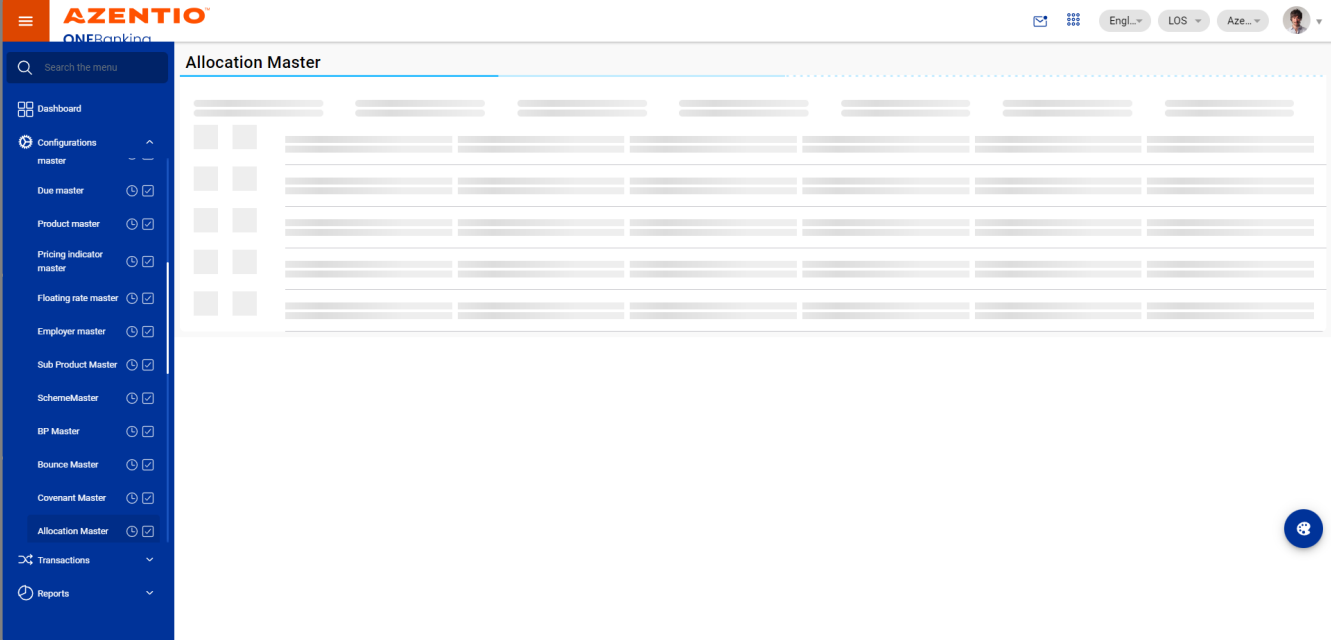 AZENTIO
ONEBanking
Engl...
LOS
Aze...
Search the menu
Allocation Master
Dashboard
Configurations
master
Due master
Product master
Pricing indicator
master
Floating rate master
Employer master
Sub Product Master
SchemeMaster
BP Master
Bounce Master
Covenant Master
Allocation Master
Transactions
Reports